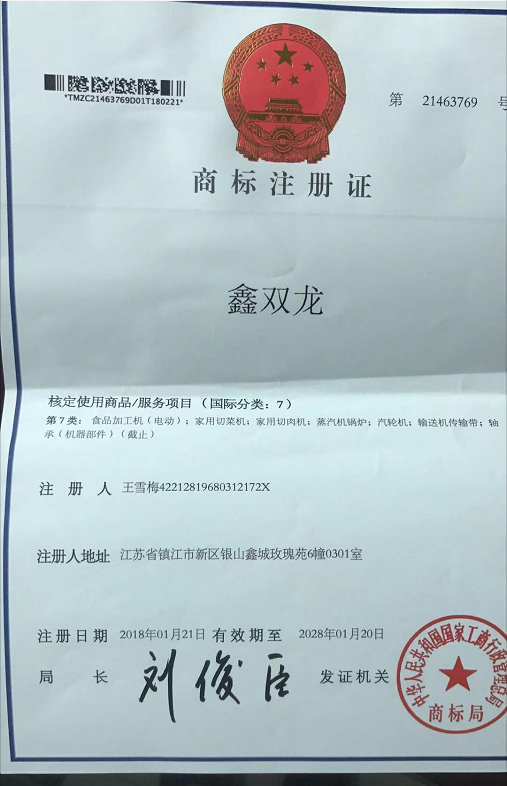 *TMZC21463769D01T180221*
第 21463769 号
商标注册证
鑫双龙
核定使用商品/服务项目（国际分类：7）
第7类：食品加工机（电动）；家用切菜机；家用切肉机；蒸汽机锅炉；汽轮机；输送机传输带；轴
承（机器部件）（截止）
注册人 王雪梅42212819680312172X
注册人地址 江苏省镇江市新区银山鑫城玫瑰苑6幢0301室
注册日期 2018年01月21日 有效期至 2028年01月20日
局长 刘俊臣 发证机关
中华人民共和国国家工商行政管理总局
商标局